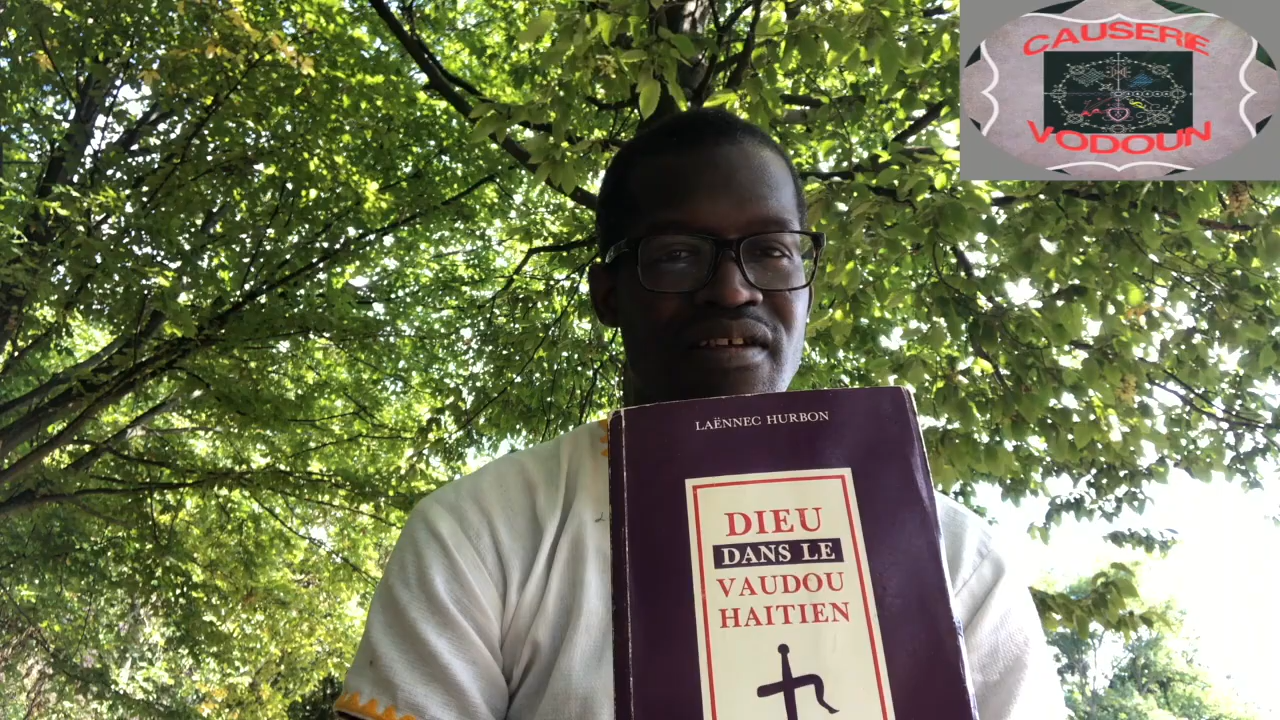 CAUSERIE
VODOUN
LAËNNEC HURBON
DIEU
DANS LE
VAUDOU
HAITIEN